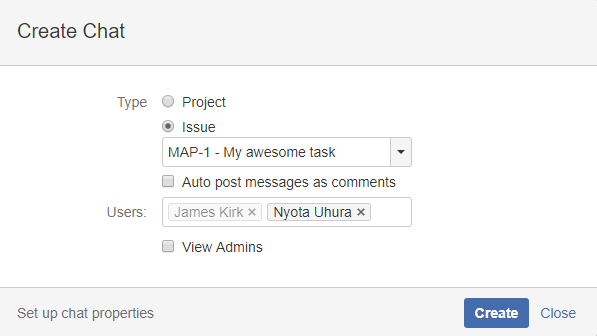 Create Chat
Type
Project
Issue
MAP-1 - My awesome task
Auto post messages as comments
Users:
James Kirk × Nyota Uhura ×
View Admins
Set up chat properties
Create Close